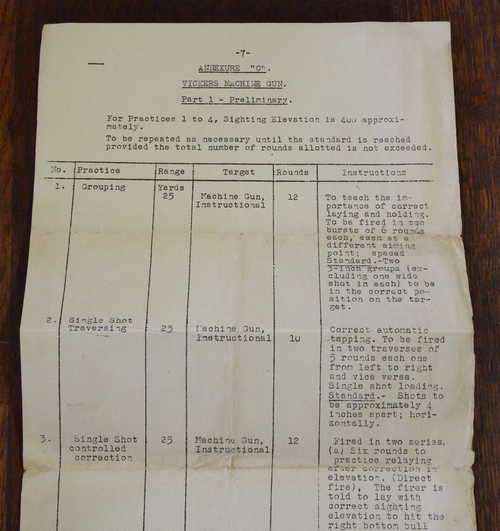 -7-
ANNEXURE "C".
VICKERS MACHINE GUN.
Part 1 - Preliminary.
For Practices 1 to 4, Sighting Elevation is 400 approxi-
mately.
To be repeated as necessary until the standard is reached
provided the total number of rounds allotted is not exceeded.
No. Practice Range Target Rounds Instructions
Yards
1. Grouping 25 Machine Gun, Instructional 12
To teach the im-
portance of correct
laying and holding.
To be fired in two
bursts of 6 rounds
each, each at a
different aiming
point; spaced
Standard.-Two
3-inch groups (ex-
cluding one wide
shot in each) to be
in the correct po-
sition on the tar-
get.
2. Single Shot Traversing 25 Machine Gun, Instructional 10
Correct automatic
tapping. To be fired
in two traverses of
5 rounds each one
from left to right
and vice versa.
Single shot loading.
Standard.- Shots to
be approximately 4
inches apart; hori-
zontally.
3. Single Shot controlled correction 25 Machine Gun, Instructional 12
Fired in two series.
(a) Six rounds to
practice relaying
after correction in
elevation. (Direct
fire), The firer is
told to lay with
correct sighting
elevation to hit the
right bottom bull